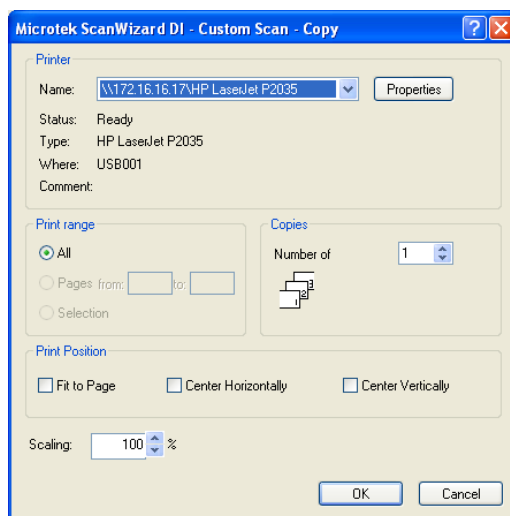 Microtek ScanWizard DI - Custom Scan - Copy
Printer
Name: \\172.16.16.17\HP LaserJet P2035 Properties
Status: Ready
Type: HP LaserJet P2035
Where: USB001
Comment:
Print range
All
Pages from: to:
Selection
Copies
Number of 1
1 2 3
Print Position
Fit to Page Center Horizontally Center Vertically
Scaling: 100 %
OK Cancel